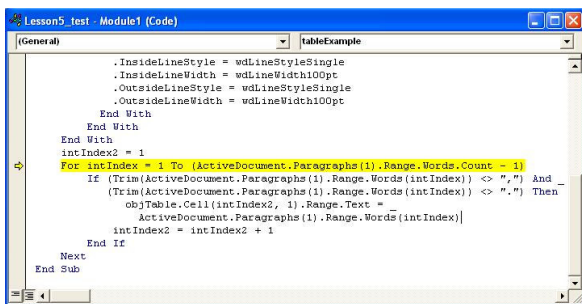 Lesson5_test - Module1 (Code)
(General) tableExample
.InsideLineStyle = wdLineStyleSingle
.InsideLineWidth = wdLineWidth100pt
.OutsideLineStyle = wdLineStyleSingle
.OutsideLineWidth = wdLineWidth100pt
End With
End With
End With
intIndex2 = 1
For intIndex = 1 To (ActiveDocument.Paragraphs(1).Range.Words.Count - 1)
If (Trim(ActiveDocument.Paragraphs(1).Range.Words(intIndex)) <> ",") And _
(Trim(ActiveDocument.Paragraphs(1).Range.Words(intIndex)) <> ".") Then
objTable.Cell(intIndex2, 1).Range.Text = _
ActiveDocument.Paragraphs(1).Range.Words(intIndex)
intIndex2 = intIndex2 + 1
End If
Next
End Sub